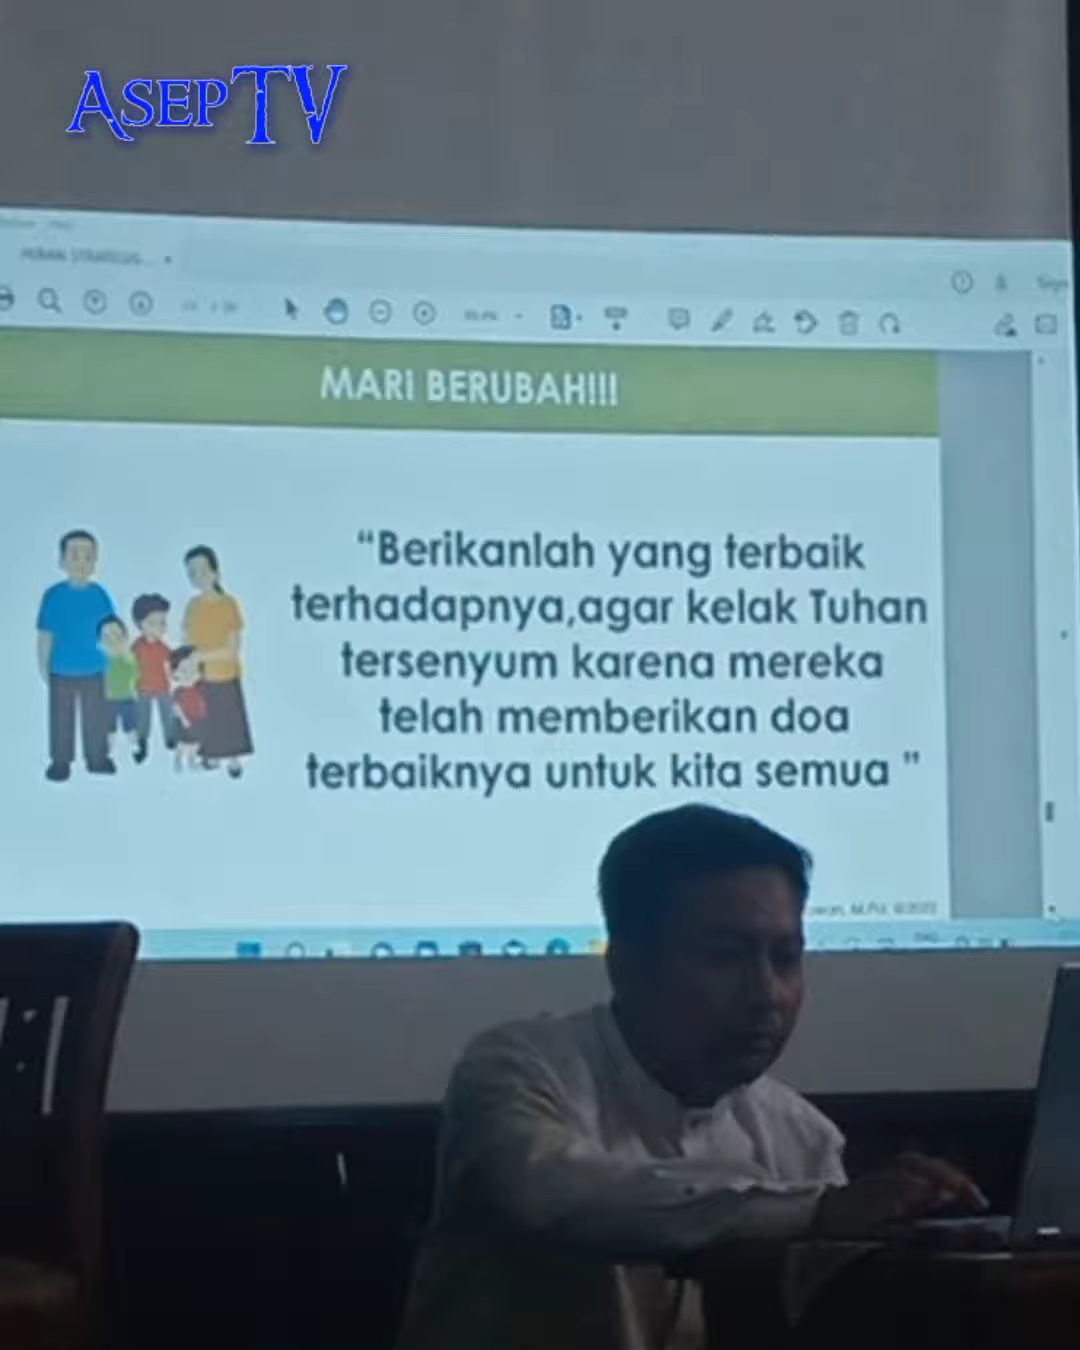 AsepTV
MARI BERUBAH!!!
“Berikanlah yang terbaik
terhadapnya,agar kelak Tuhan
tersenyum karena mereka
telah memberikan doa
terbaiknya untuk kita semua ”